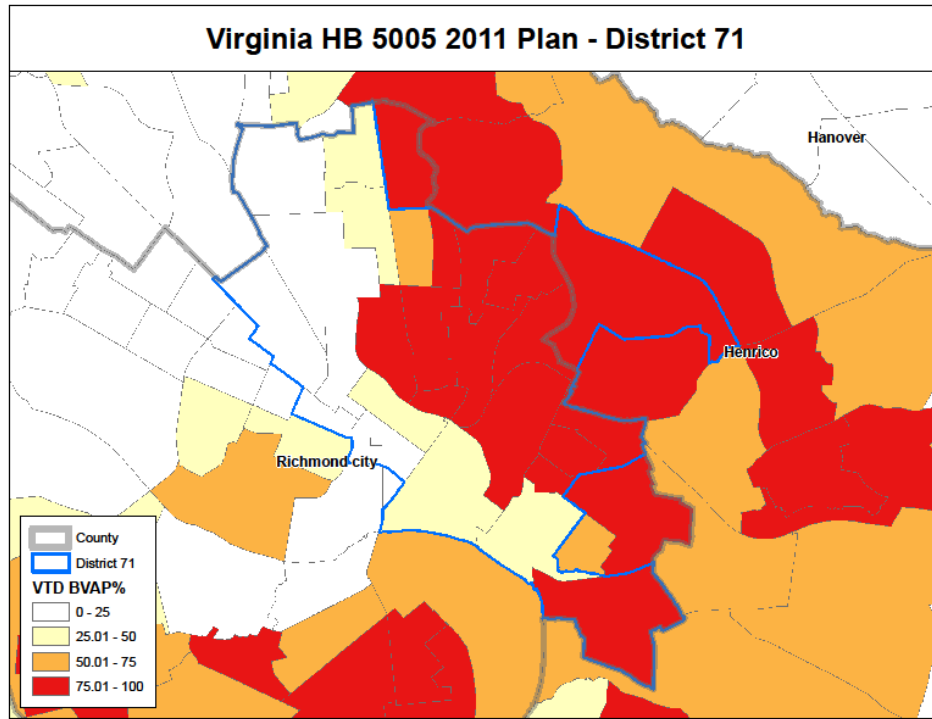 Virginia HB 5005 2011 Plan - District 71
Hanover
Henrico
Richmond city
County
District 71
VTD BVAP%
0 - 25
25.01 - 50
50.01 - 75
75.01 - 100